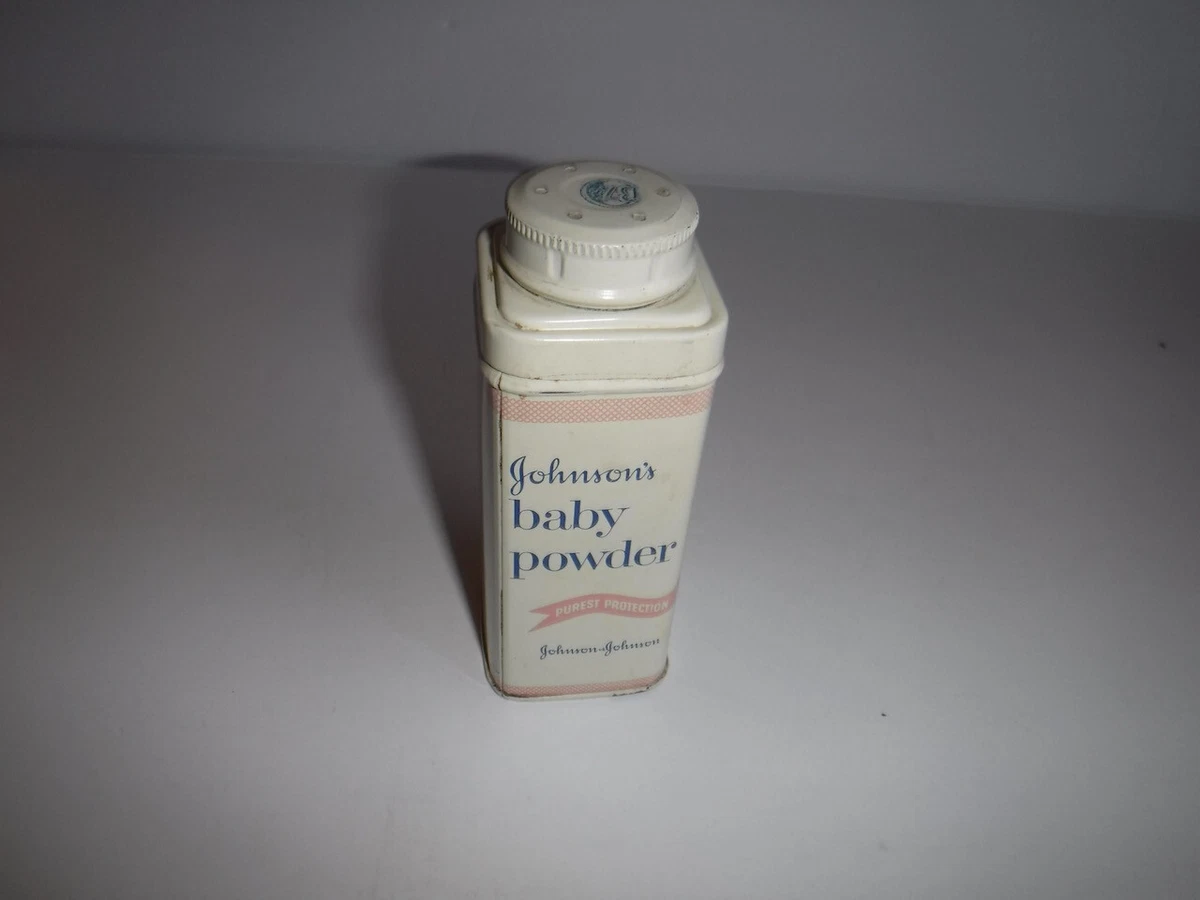 Johnson's
baby
powder
PUREST PROTECTION
Johnson & Johnson